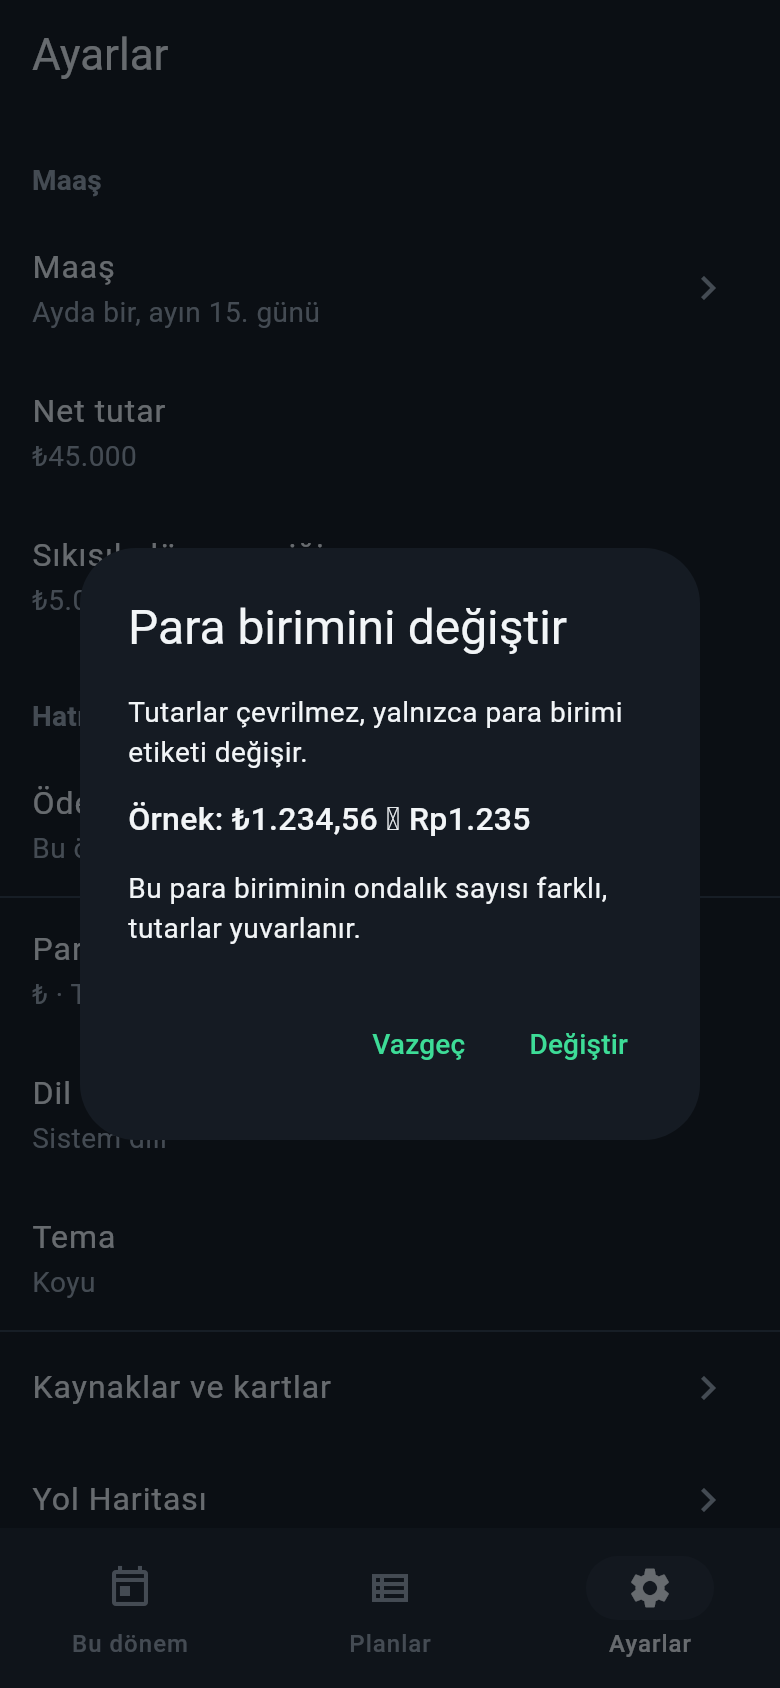 Ayarlar
Maaş
Maaş
Ayda bir, ayın 15. günü
Net tutar
₺45.000
Para birimini değiştir
Tutarlar çevrilmez, yalnızca para birimi
etiketi değişir.
Örnek: ₺1.234,56 Rp1.235
Bu para biriminin ondalık sayısı farklı,
tutarlar yuvarlanır.
Vazgeç Değiştir
Dil
Sistem dili
Tema
Koyu
Kaynaklar ve kartlar
Yol Haritası
Bu dönem Planlar Ayarlar